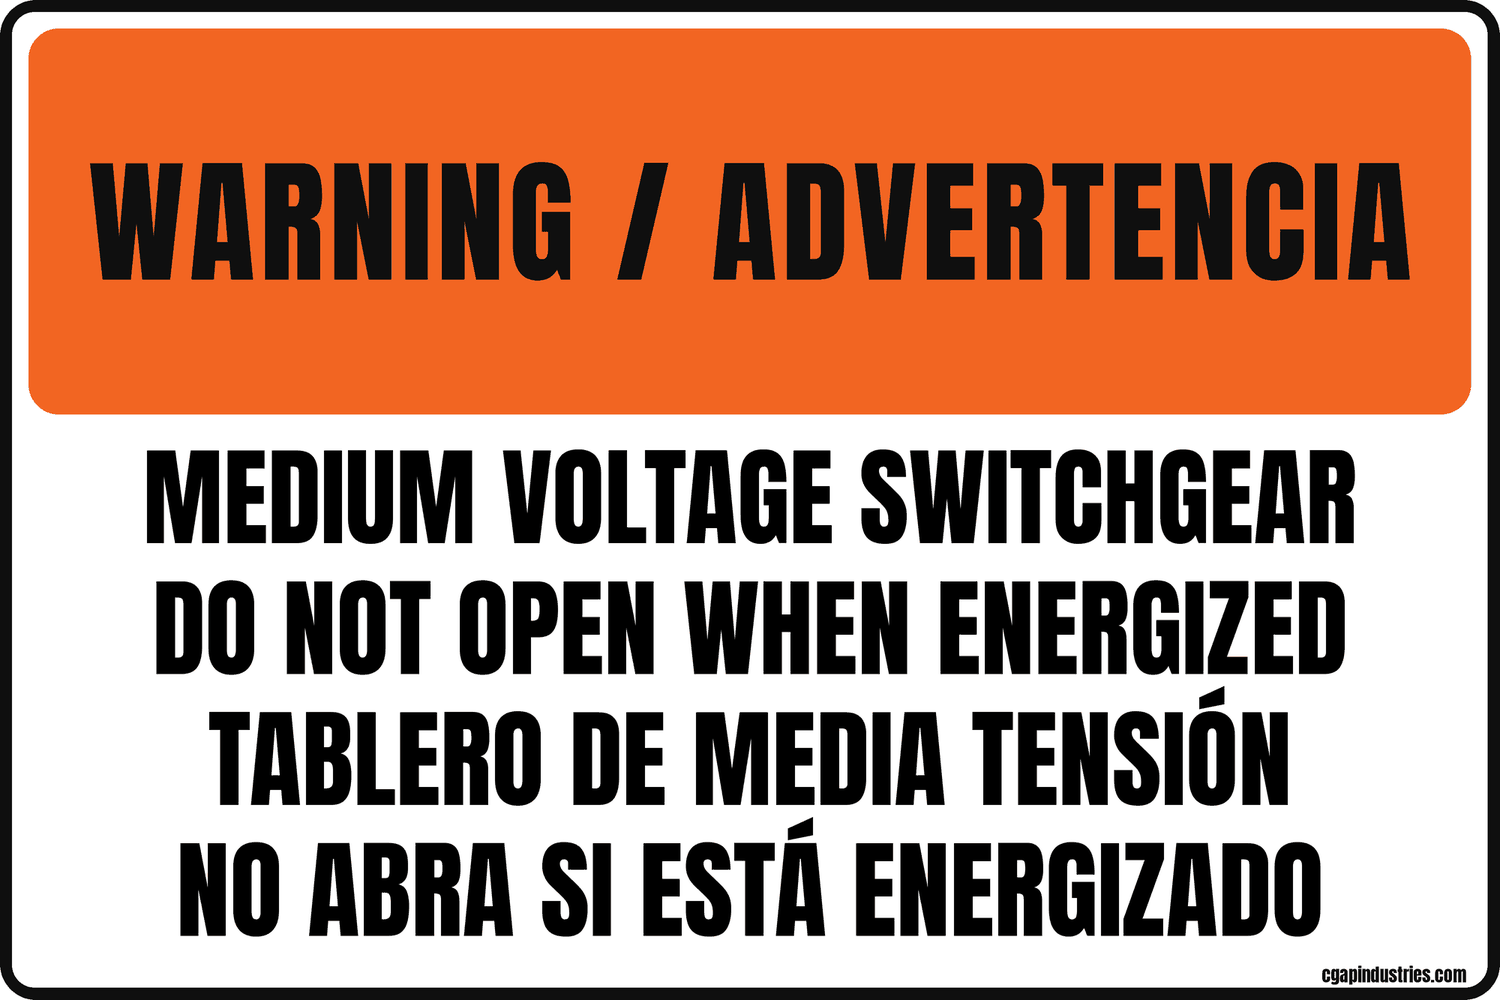 WARNING / ADVERTENCIA
MEDIUM VOLTAGE SWITCHGEAR
DO NOT OPEN WHEN ENERGIZED
TABLERO DE MEDIA TENSIÓN
NO ABRA SI ESTÁ ENERGIZADO
cgapindustries.com